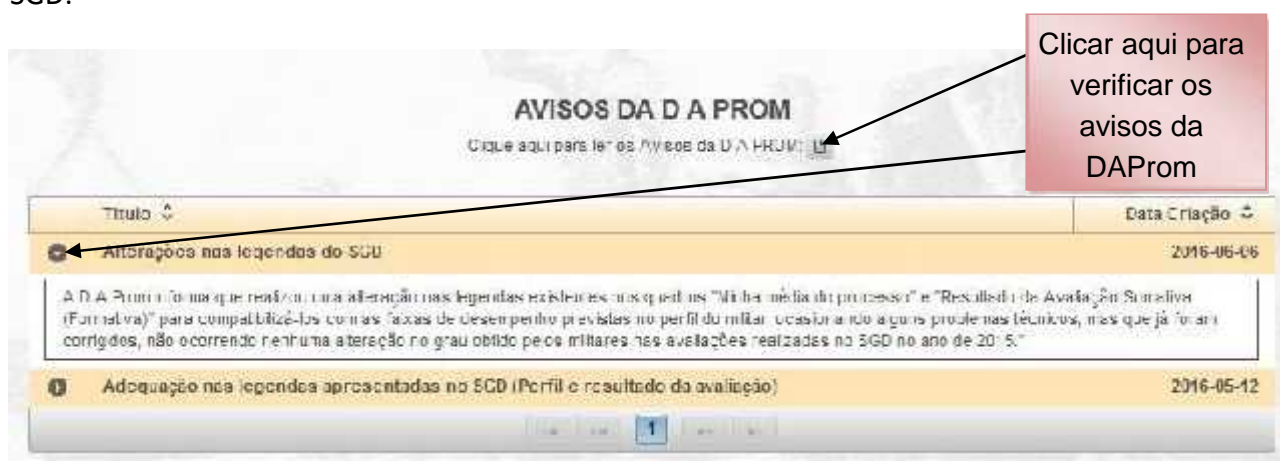 SGD.
Clicar aqui para
verificar os
avisos da
DAProm
AVISOS DA D A PROM
Clique aqui para ler os Avisos da D A PROM:
Título
Data Criação
Alterações nas legendas do SGD
2016-06-06
A D A Prom informa que realizou uma alteração nas legendas existentes nos quadros "Minha média do processo" e "Resultado da Avaliação Somativa
(Formativa)" para compatibilizá-los com as faixas de desempenho previstas no perfil do militar ocasionando alguns problemas técnicos, mas que já foram
corrigidos, não ocorrendo nenhuma alteração no grau obtido pelos militares nas avaliações realizadas no SGD no ano de 2015."
Adequação nas legendas apresentadas no SGD (Perfil e resultado da avaliação)
2016-05-12
1